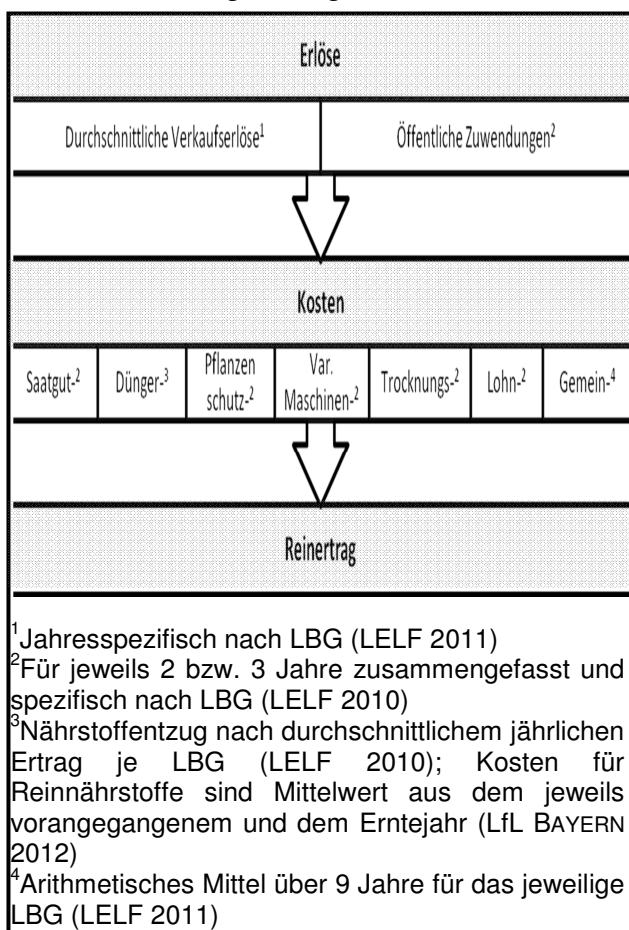 Erlöse
Durchschnittliche Verkaufserlöse¹ Öffentliche Zuwendungen²
Kosten
Saatgut-² Dünger-³ Pflanzen schutz-² Var. Maschinen-² Trocknungs-² Lohn-² Gemein-⁴
Reinertrag
¹Jahresspezifisch nach LBG (LELF 2011)
²Für jeweils 2 bzw. 3 Jahre zusammengefasst und
spezifisch nach LBG (LELF 2010)
³Nährstoffentzug nach durchschnittlichem jährlichen
Ertrag je LBG (LELF 2010); Kosten für
Reinnährstoffe sind Mittelwert aus dem jeweils
vorangegangenem und dem Erntejahr (LfL BAYERN
2012)
⁴Arithmetisches Mittel über 9 Jahre für das jeweilige
LBG (LELF 2011)